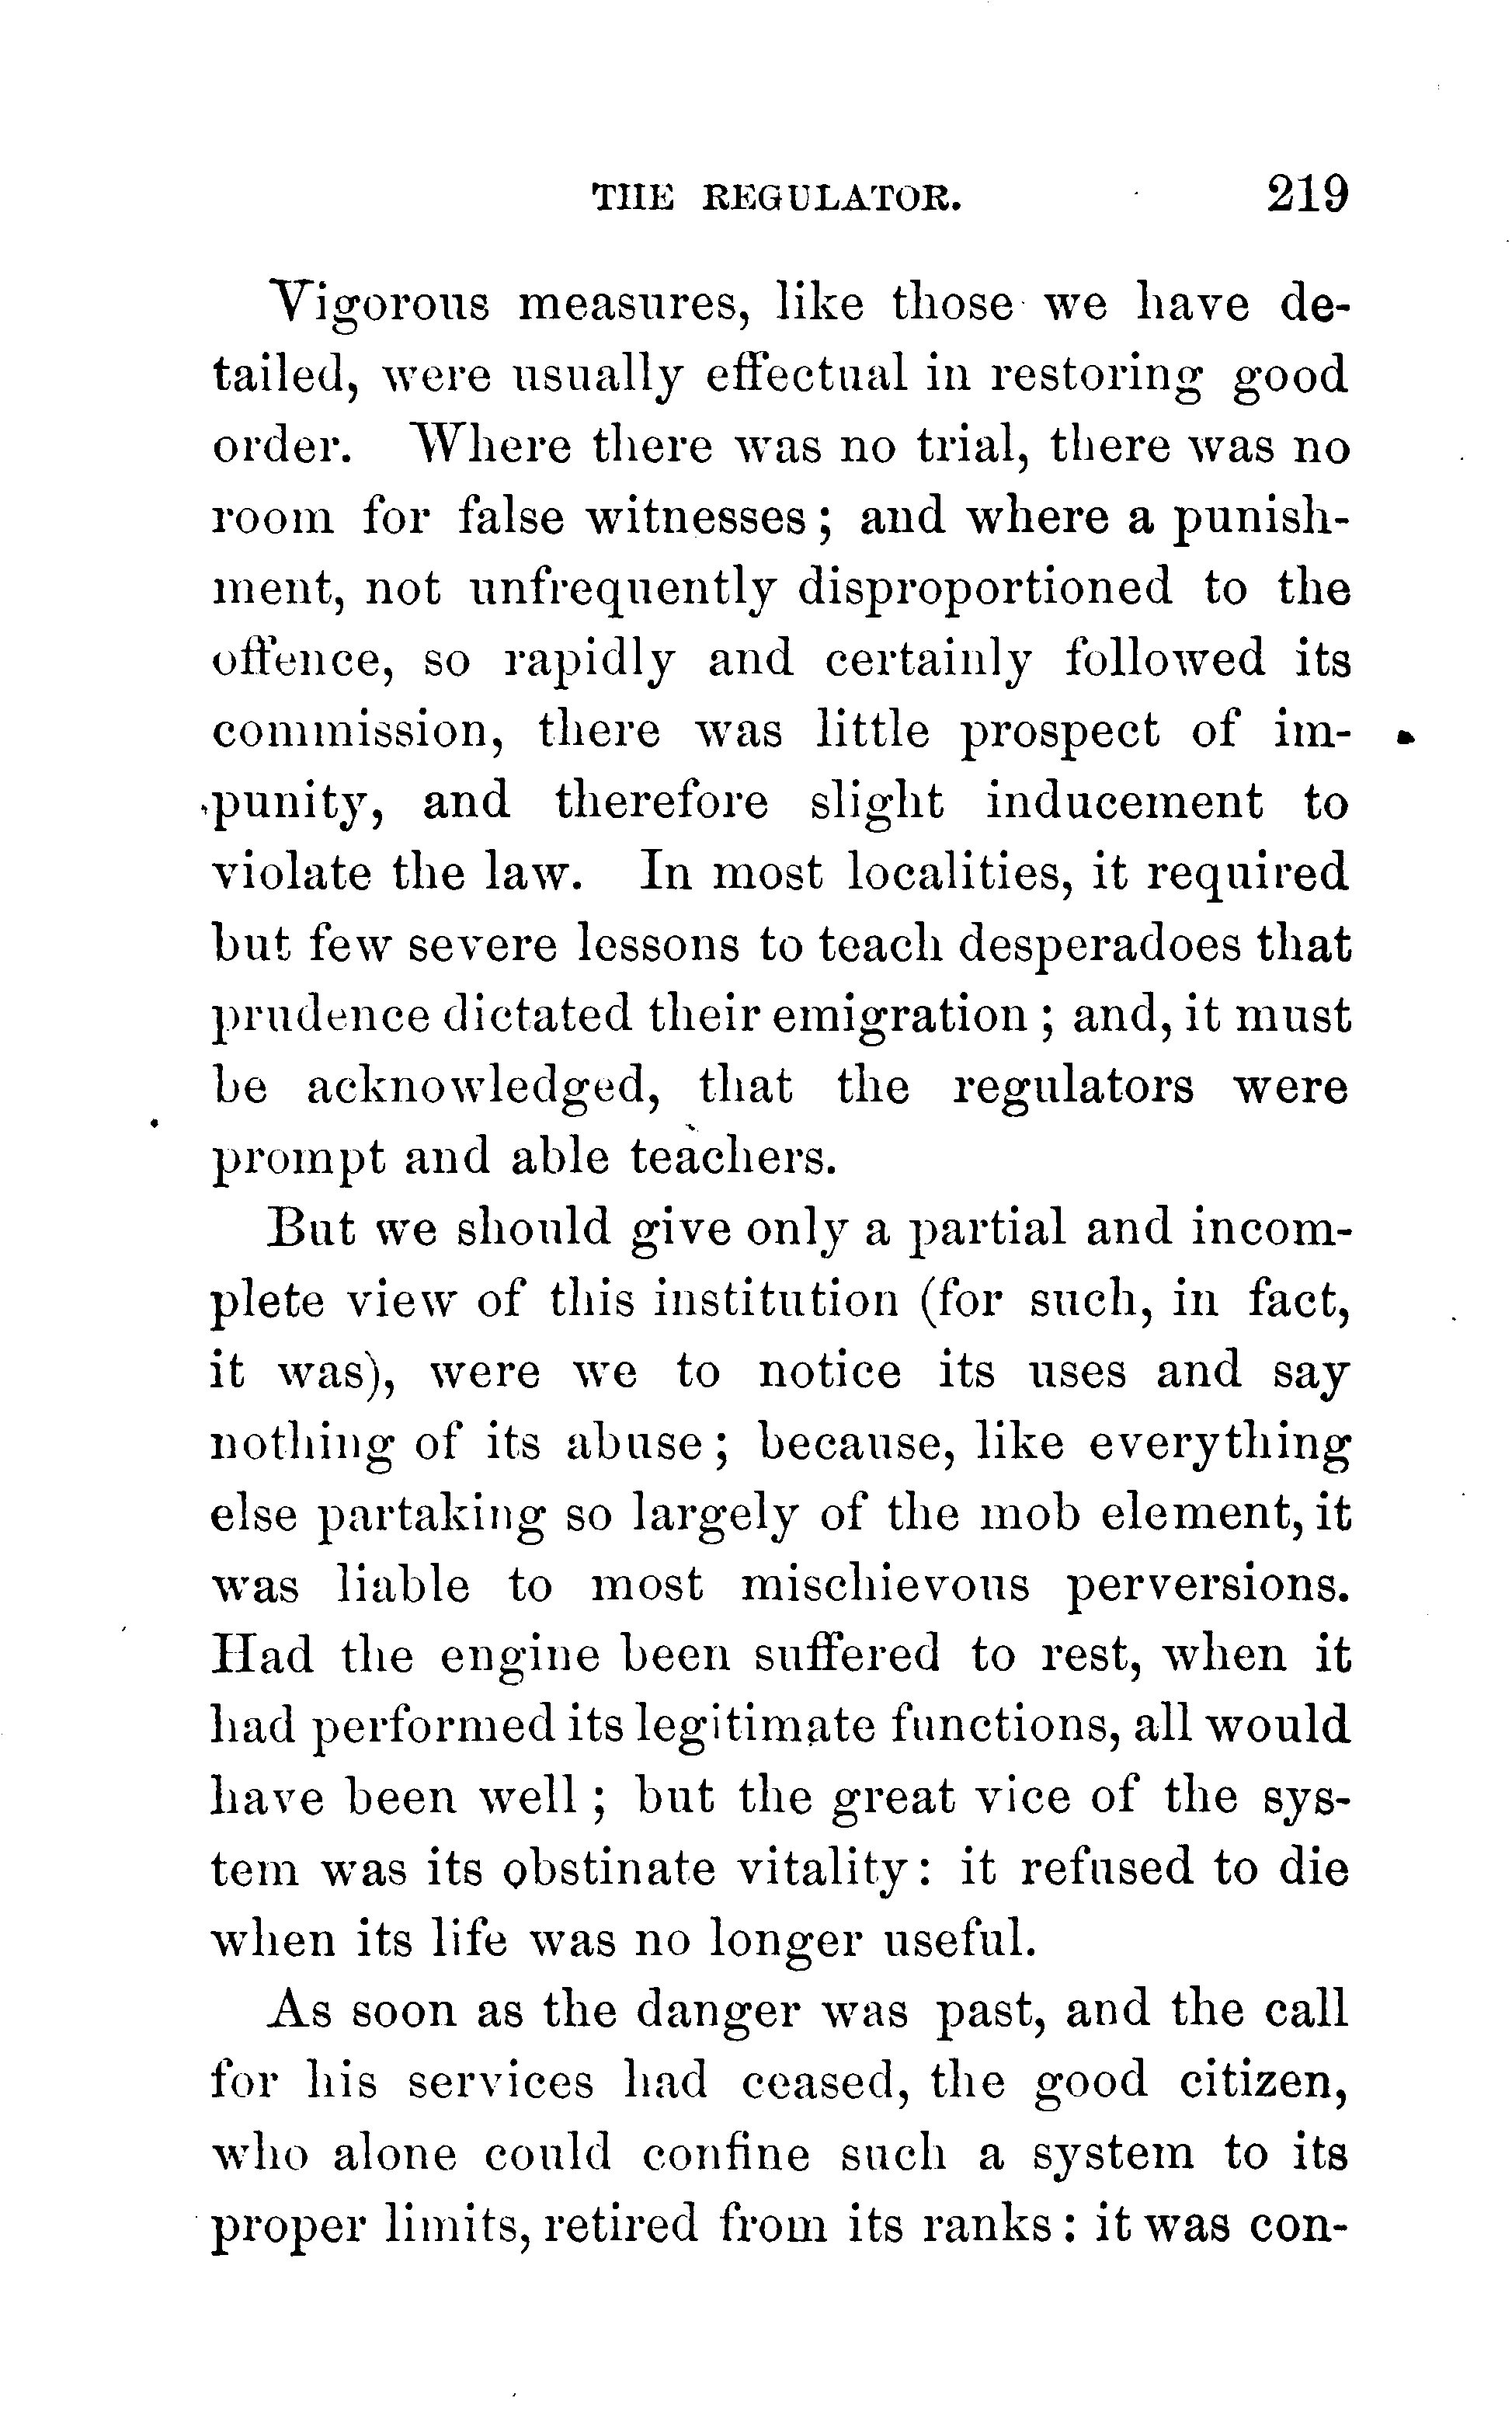 THE REGULATOR. 219
Vigorous measures, like those we have de-
tailed, were usually effectual in restoring good
order. Where there was no trial, there was no
room for false witnesses; and where a punish-
ment, not unfrequently disproportioned to the
offence, so rapidly and certainly followed its
commission, there was little prospect of im-
punity, and therefore slight inducement to
violate the law. In most localities, it required
but few severe lessons to teach desperadoes that
prudence dictated their emigration; and, it must
be acknowledged, that the regulators were
prompt and able teachers.
But we should give only a partial and incom-
plete view of this institution (for such, in fact,
it was), were we to notice its uses and say
nothing of its abuse; because, like everything
else partaking so largely of the mob element, it
was liable to most mischievous perversions.
Had the engine been suffered to rest, when it
had performed its legitimate functions, all would
have been well; but the great vice of the sys-
tem was its obstinate vitality: it refused to die
when its life was no longer useful.
As soon as the danger was past, and the call
for his services had ceased, the good citizen,
who alone could confine such a system to its
proper limits, retired from its ranks: it was con-